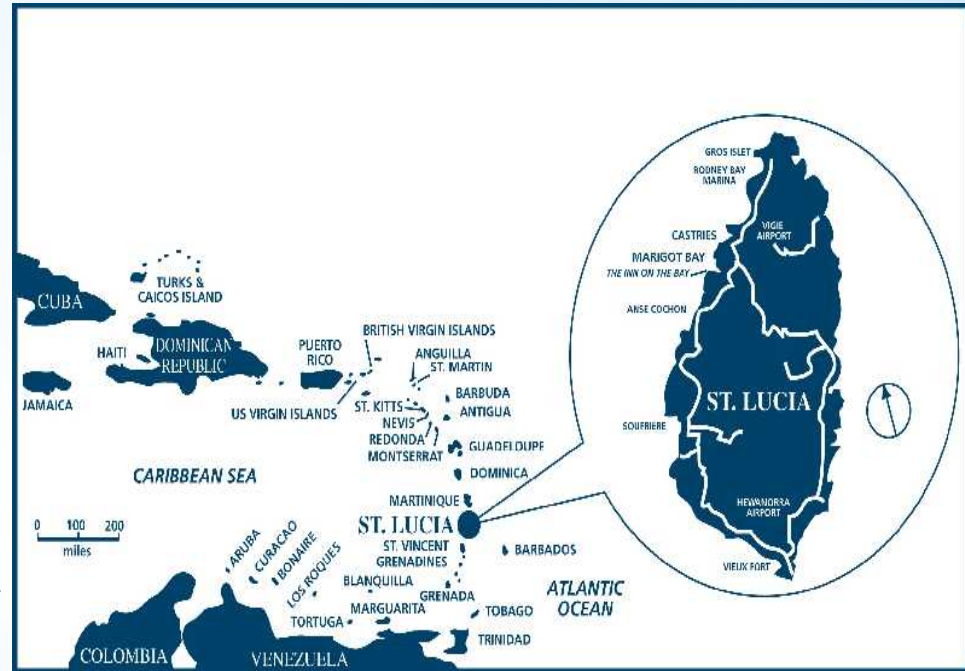 GROS ISLET
RODNEY BAY
MARINA
CASTRIES
VIGIE
AIRPORT
MARIGOT BAY
THE INN ON THE BAY
ANSE COCHON
ST. LUCIA
SOUFRIERE
HEWANORRA
AIRPORT
VIEUX FORT
TURKS &
CAICOS ISLAND
CUBA
BRITISH VIRGIN ISLANDS
HAITI
DOMINICAN
REPUBLIC
PUERTO
RICO
ANGUILLA
ST. MARTIN
JAMAICA
US VIRGIN ISLANDS
BARBUDA
ST. KITTS
ANTIGUA
NEVIS
REDONDA
MONTSERRAT
GUADELOUPE
CARIBBEAN SEA
DOMINICA
MARTINIQUE
0 100 200
miles
ST. LUCIA
ST. VINCENT
GRENADINES
BARBADOS
ARUBA
CURACAO
BONAIRE
LOS ROQUES
BLANQUILLA
GRENADA
ATLANTIC
OCEAN
MARGUARITA
TORTUGA
TOBAGO
TRINIDAD
COLOMBIA
VENEZUELA